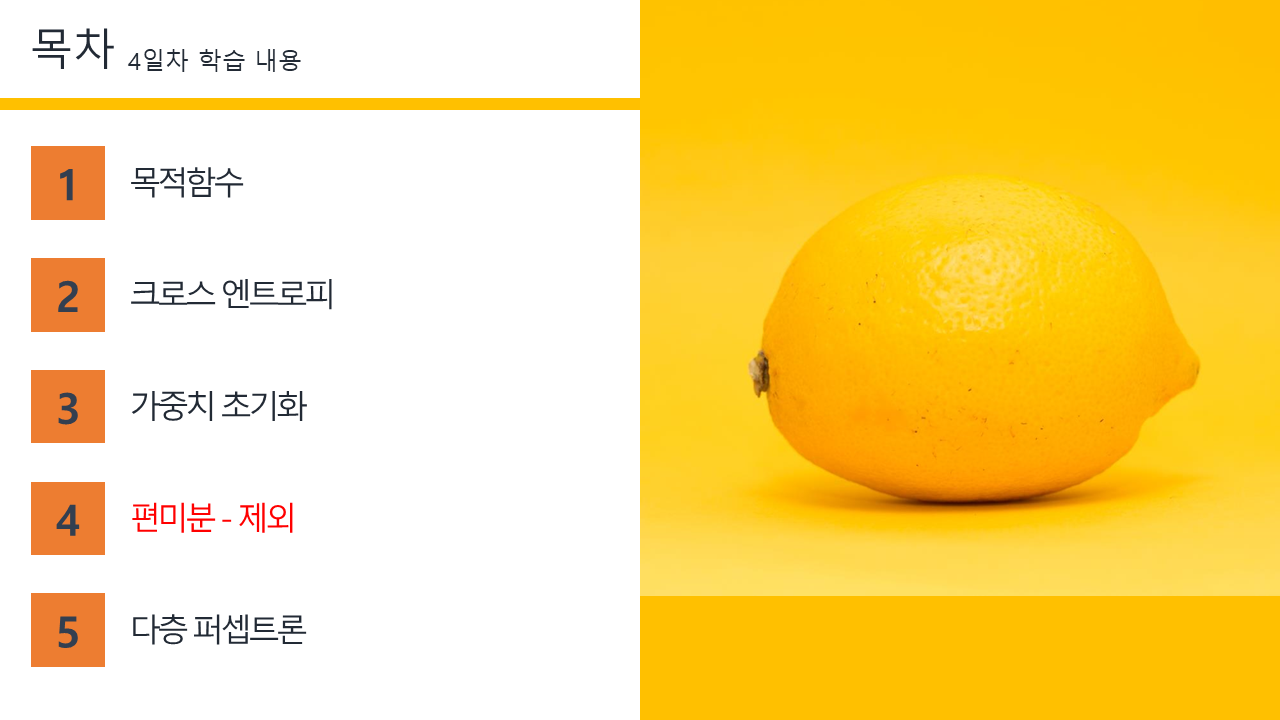 목차 4일차 학습 내용
1 목적함수
2 크로스 엔트로피
3 가중치 초기화
4 편미분 - 제외
5 다층 퍼셉트론